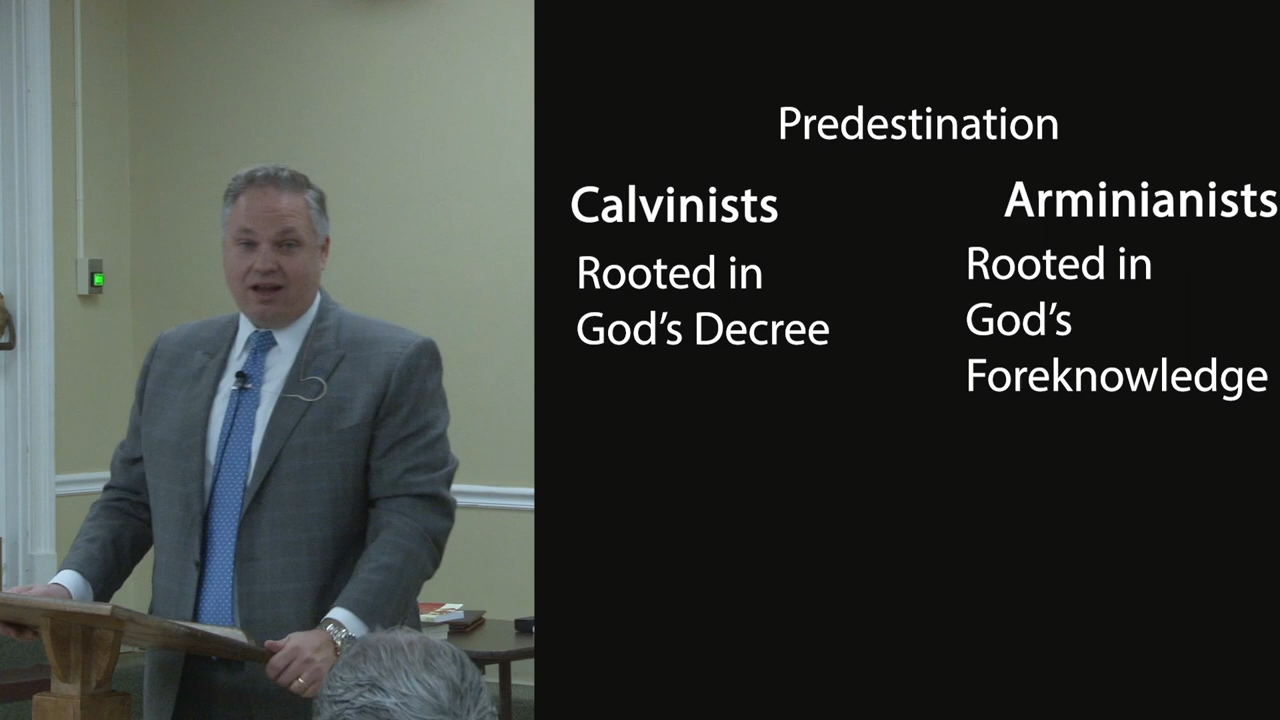 Predestination
Calvinists
Rooted in
God's Decree
Arminianists
Rooted in
God's
Foreknowledge